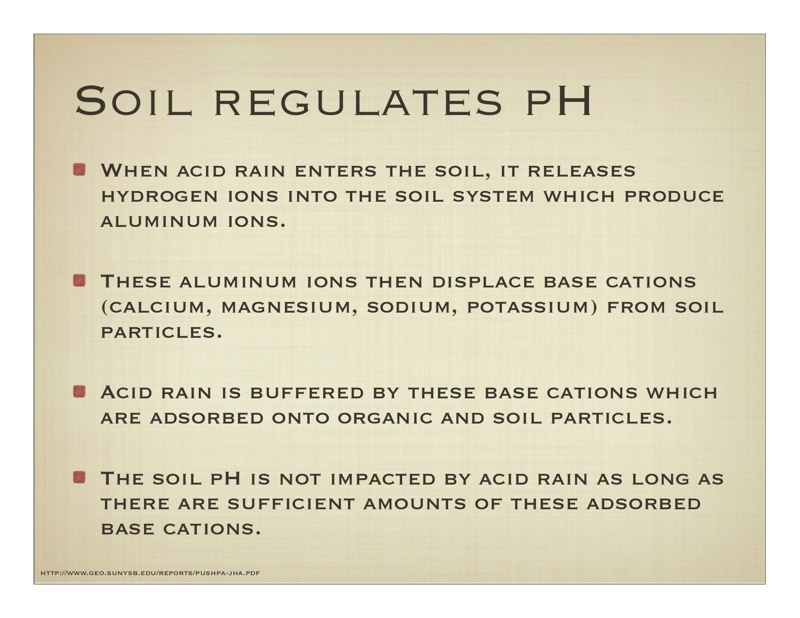 Soil regulates pH
When acid rain enters the soil, it releases
hydrogen ions into the soil system which produce
aluminum ions.
These aluminum ions then displace base cations
(calcium, magnesium, sodium, potassium) from soil
particles.
Acid rain is buffered by these base cations which
are adsorbed onto organic and soil particles.
The soil pH is not impacted by acid rain as long as
there are sufficient amounts of these adsorbed
base cations.
http://www.geo.sunysb.edu/reports/pushpa-jha.pdf